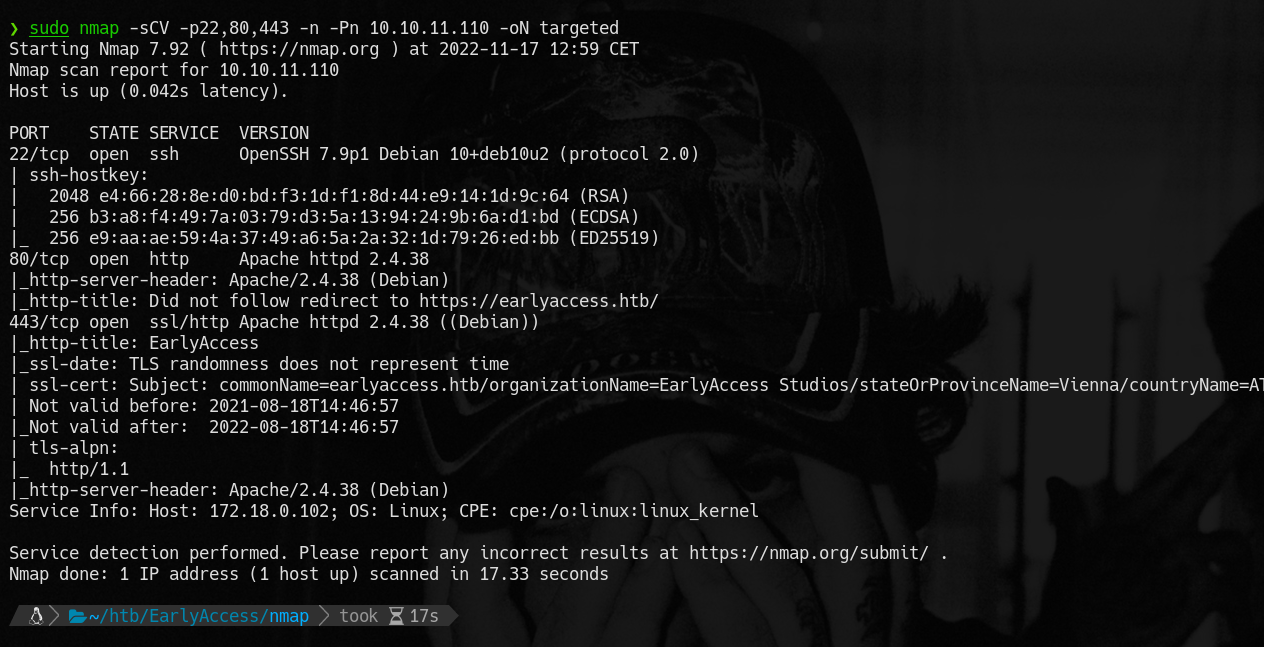 ❯ sudo nmap -sCV -p22,80,443 -n -Pn 10.10.11.110 -oN targeted
Starting Nmap 7.92 ( https://nmap.org ) at 2022-11-17 12:59 CET
Nmap scan report for 10.10.11.110
Host is up (0.042s latency).
PORT    STATE SERVICE  VERSION
22/tcp  open  ssh      OpenSSH 7.9p1 Debian 10+deb10u2 (protocol 2.0)
| ssh-hostkey:
|   2048 e4:66:28:8e:d0:bd:f3:1d:f1:8d:44:e9:14:1d:9c:64 (RSA)
|   256 b3:a8:f4:49:7a:03:79:d3:5a:13:94:24:9b:6a:d1:bd (ECDSA)
|_  256 e9:aa:ae:59:4a:37:49:a6:5a:2a:32:1d:79:26:ed:bb (ED25519)
80/tcp  open  http     Apache httpd 2.4.38
|_http-server-header: Apache/2.4.38 (Debian)
|_http-title: Did not follow redirect to https://earlyaccess.htb/
443/tcp open  ssl/http Apache httpd 2.4.38 ((Debian))
|_http-title: EarlyAccess
|_ssl-date: TLS randomness does not represent time
| ssl-cert: Subject: commonName=earlyaccess.htb/organizationName=EarlyAccess Studios/stateOrProvinceName=Vienna/countryName=AT
| Not valid before: 2021-08-18T14:46:57
|_Not valid after:  2022-08-18T14:46:57
| tls-alpn:
|_  http/1.1
|_http-server-header: Apache/2.4.38 (Debian)
Service Info: Host: 172.18.0.102; OS: Linux; CPE: cpe:/o:linux:linux_kernel
Service detection performed. Please report any incorrect results at https://nmap.org/submit/ .
Nmap done: 1 IP address (1 host up) scanned in 17.33 seconds
~/htb/EarlyAccess/nmap took 17s